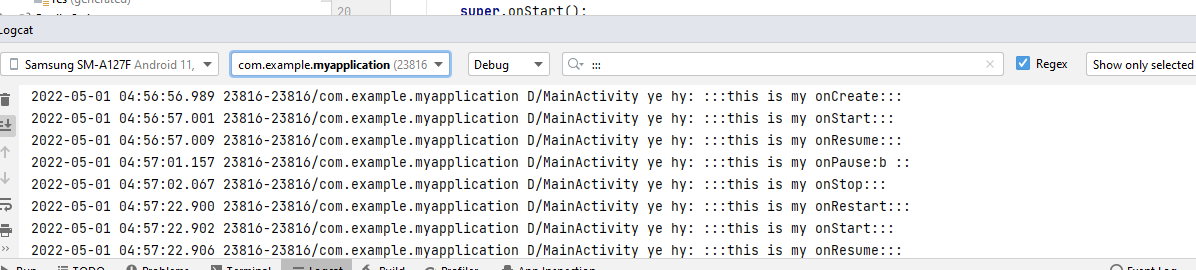 res (generated)
20 super.onStart();
Logcat
Samsung SM-A127F Android 11, com.example.myapplication (23816 Debug ::: Regex Show only selected
2022-05-01 04:56:56.989 23816-23816/com.example.myapplication D/MainActivity ye hy: :::this is my onCreate:::
2022-05-01 04:56:57.001 23816-23816/com.example.myapplication D/MainActivity ye hy: :::this is my onStart:::
2022-05-01 04:56:57.009 23816-23816/com.example.myapplication D/MainActivity ye hy: :::this is my onResume:::
2022-05-01 04:57:01.157 23816-23816/com.example.myapplication D/MainActivity ye hy: :::this is my onPause:b ::
2022-05-01 04:57:02.067 23816-23816/com.example.myapplication D/MainActivity ye hy: :::this is my onStop:::
2022-05-01 04:57:22.900 23816-23816/com.example.myapplication D/MainActivity ye hy: :::this is my onRestart:::
2022-05-01 04:57:22.902 23816-23816/com.example.myapplication D/MainActivity ye hy: :::this is my onStart:::
2022-05-01 04:57:22.906 23816-23816/com.example.myapplication D/MainActivity ye hy: :::this is my onResume:::
Run TODO Problems Terminal Logcat Build Profiler App Inspection Event Log